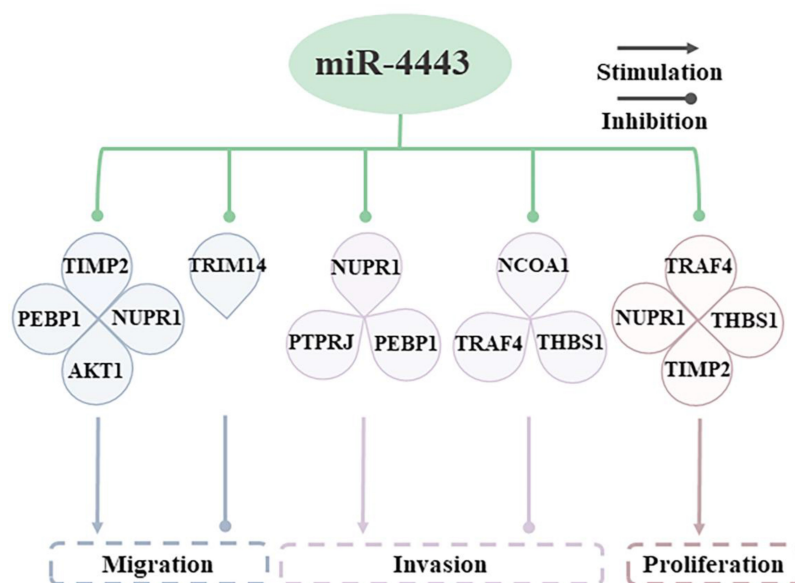 miR-4443
Stimulation
Inhibition
TIMP2
PEBP1
NUPR1
AKT1
TRIM14
NUPR1
PTPRJ
PEBP1
NCOA1
TRAF4
THBS1
TRAF4
NUPR1
THBS1
TIMP2
Migration
Invasion
Proliferation